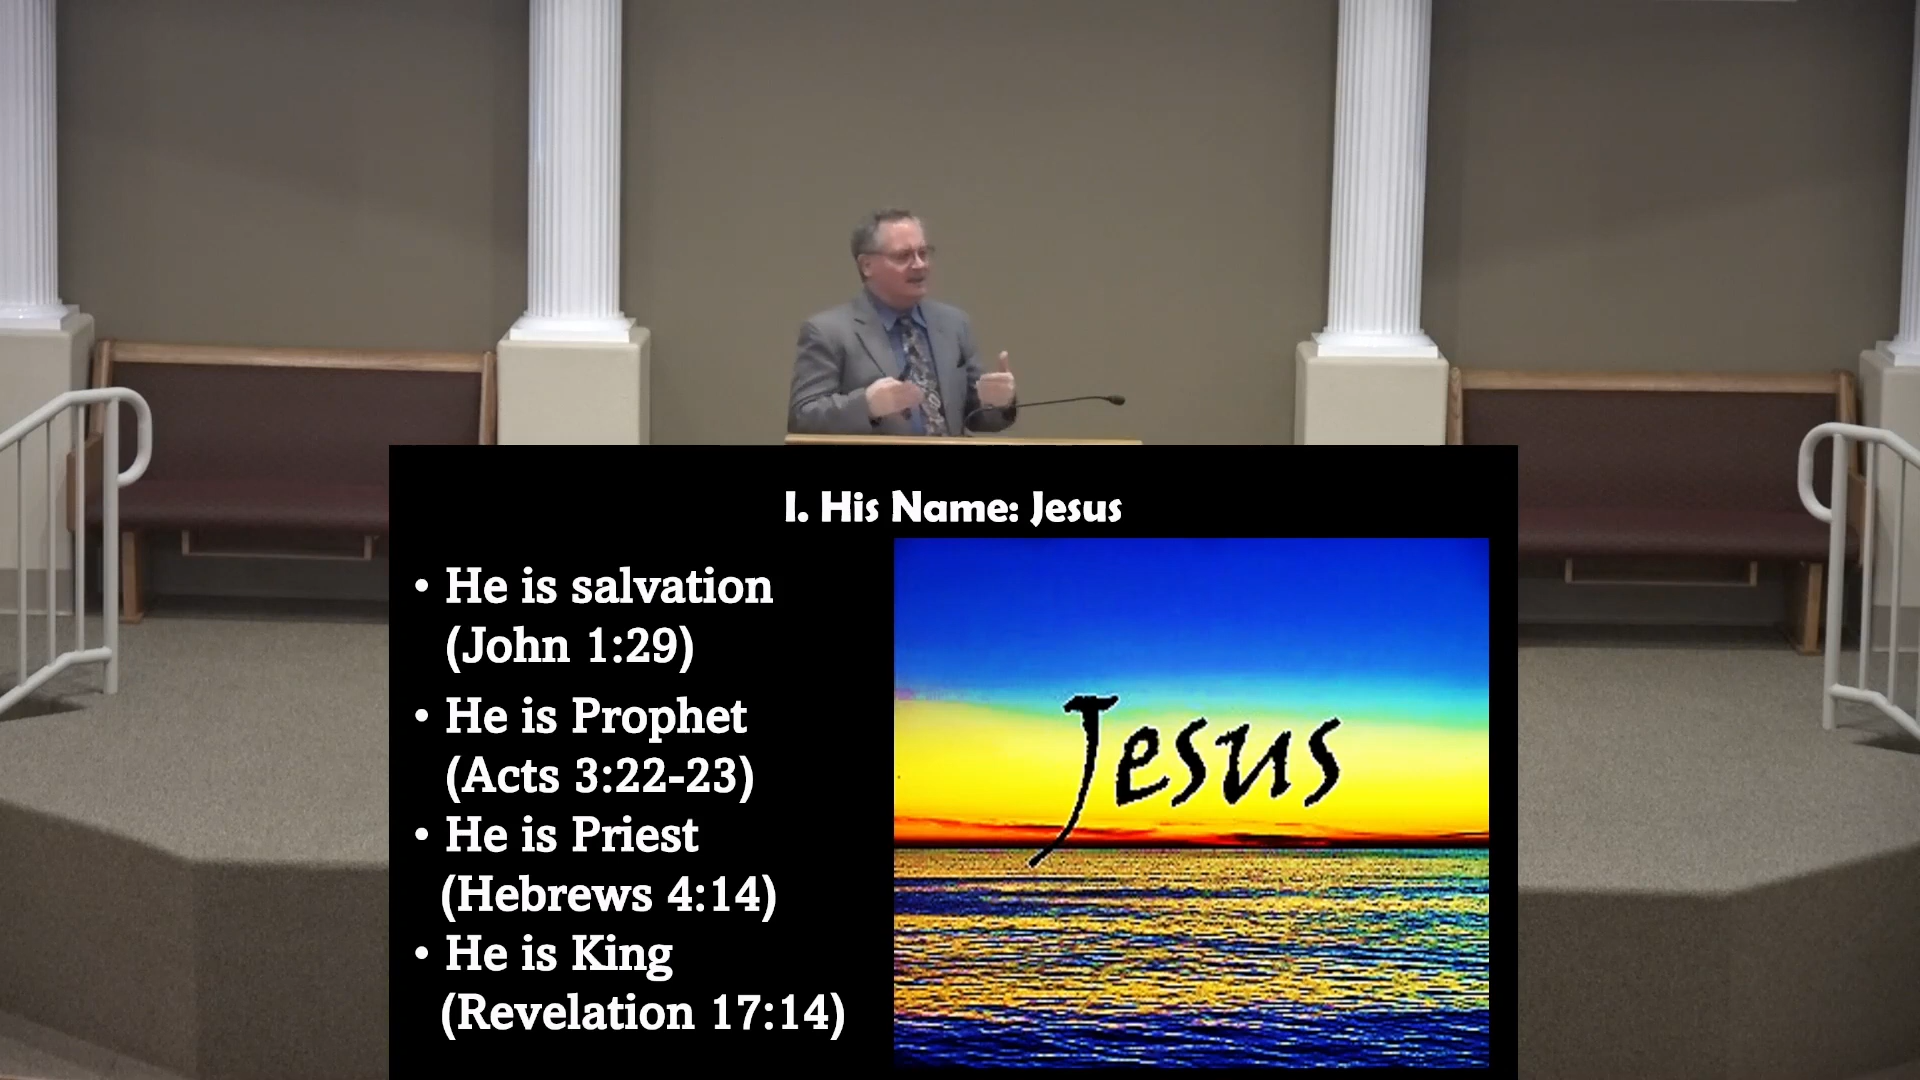 I. His Name: Jesus
• He is salvation
(John 1:29)
• He is Prophet
(Acts 3:22-23)
• He is Priest
(Hebrews 4:14)
• He is King
(Revelation 17:14)
Jesus